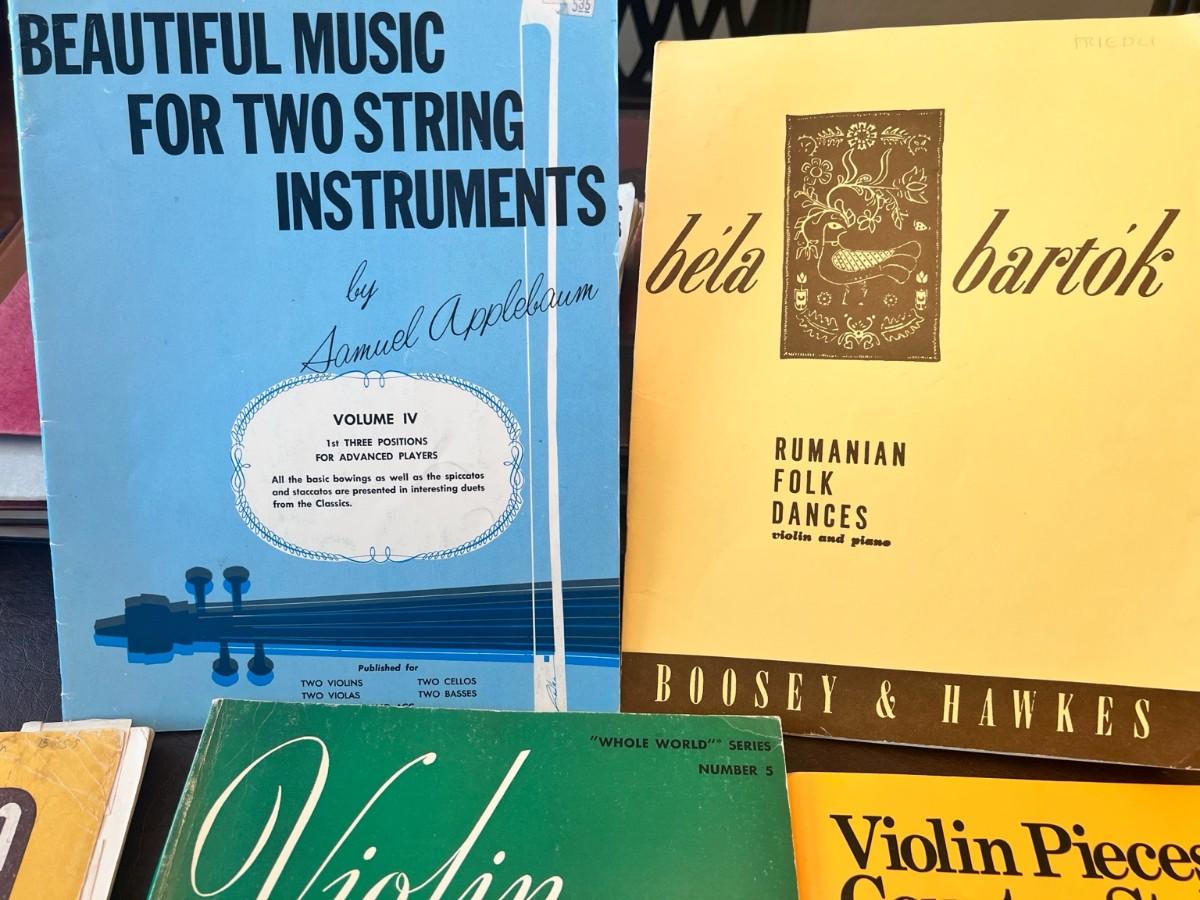 535
BEAUTIFUL MUSIC
FOR TWO STRING
INSTRUMENTS
by
Samuel Applebaum
VOLUME IV
1st THREE POSITIONS
FOR ADVANCED PLAYERS
All the basic bowings as well as the spiccatos
and staccatos are presented in interesting duets
from the Classics.
Published for
TWO VIOLINS TWO CELLOS
TWO VIOLAS TWO BASSES
béla bartók
RUMANIAN
FOLK
DANCES
violin and piano
BOOSEY & HAWKES
"WHOLE WORLD"® SERIES
NUMBER 5
Violin
Violin Pieces